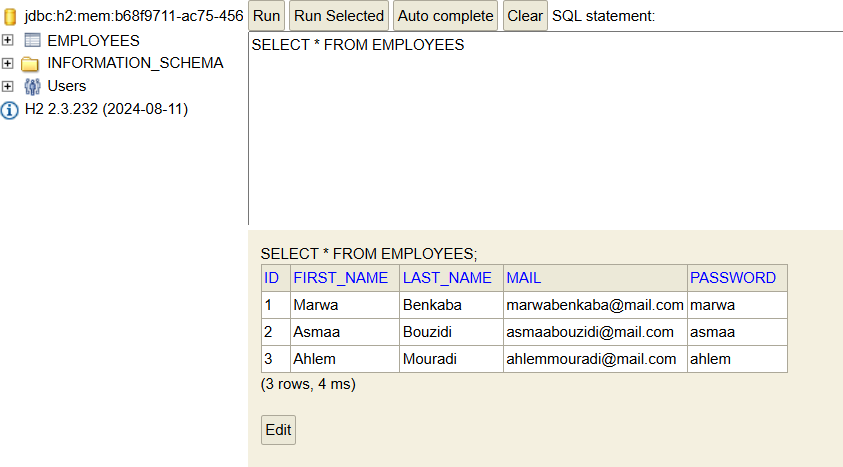 jdbc:h2:mem:b68f9711-ac75-456 Run Run Selected Auto complete Clear SQL statement:
EMPLOYEES
INFORMATION_SCHEMA
Users
H2 2.3.232 (2024-08-11)
SELECT * FROM EMPLOYEES
SELECT * FROM EMPLOYEES;
ID FIRST_NAME LAST_NAME MAIL PASSWORD
1 Marwa Benkaba marwabenkaba@mail.com marwa
2 Asmaa Bouzidi asmaabouzidi@mail.com asmaa
3 Ahlem Mouradi ahlemmouradi@mail.com ahlem
(3 rows, 4 ms)
Edit